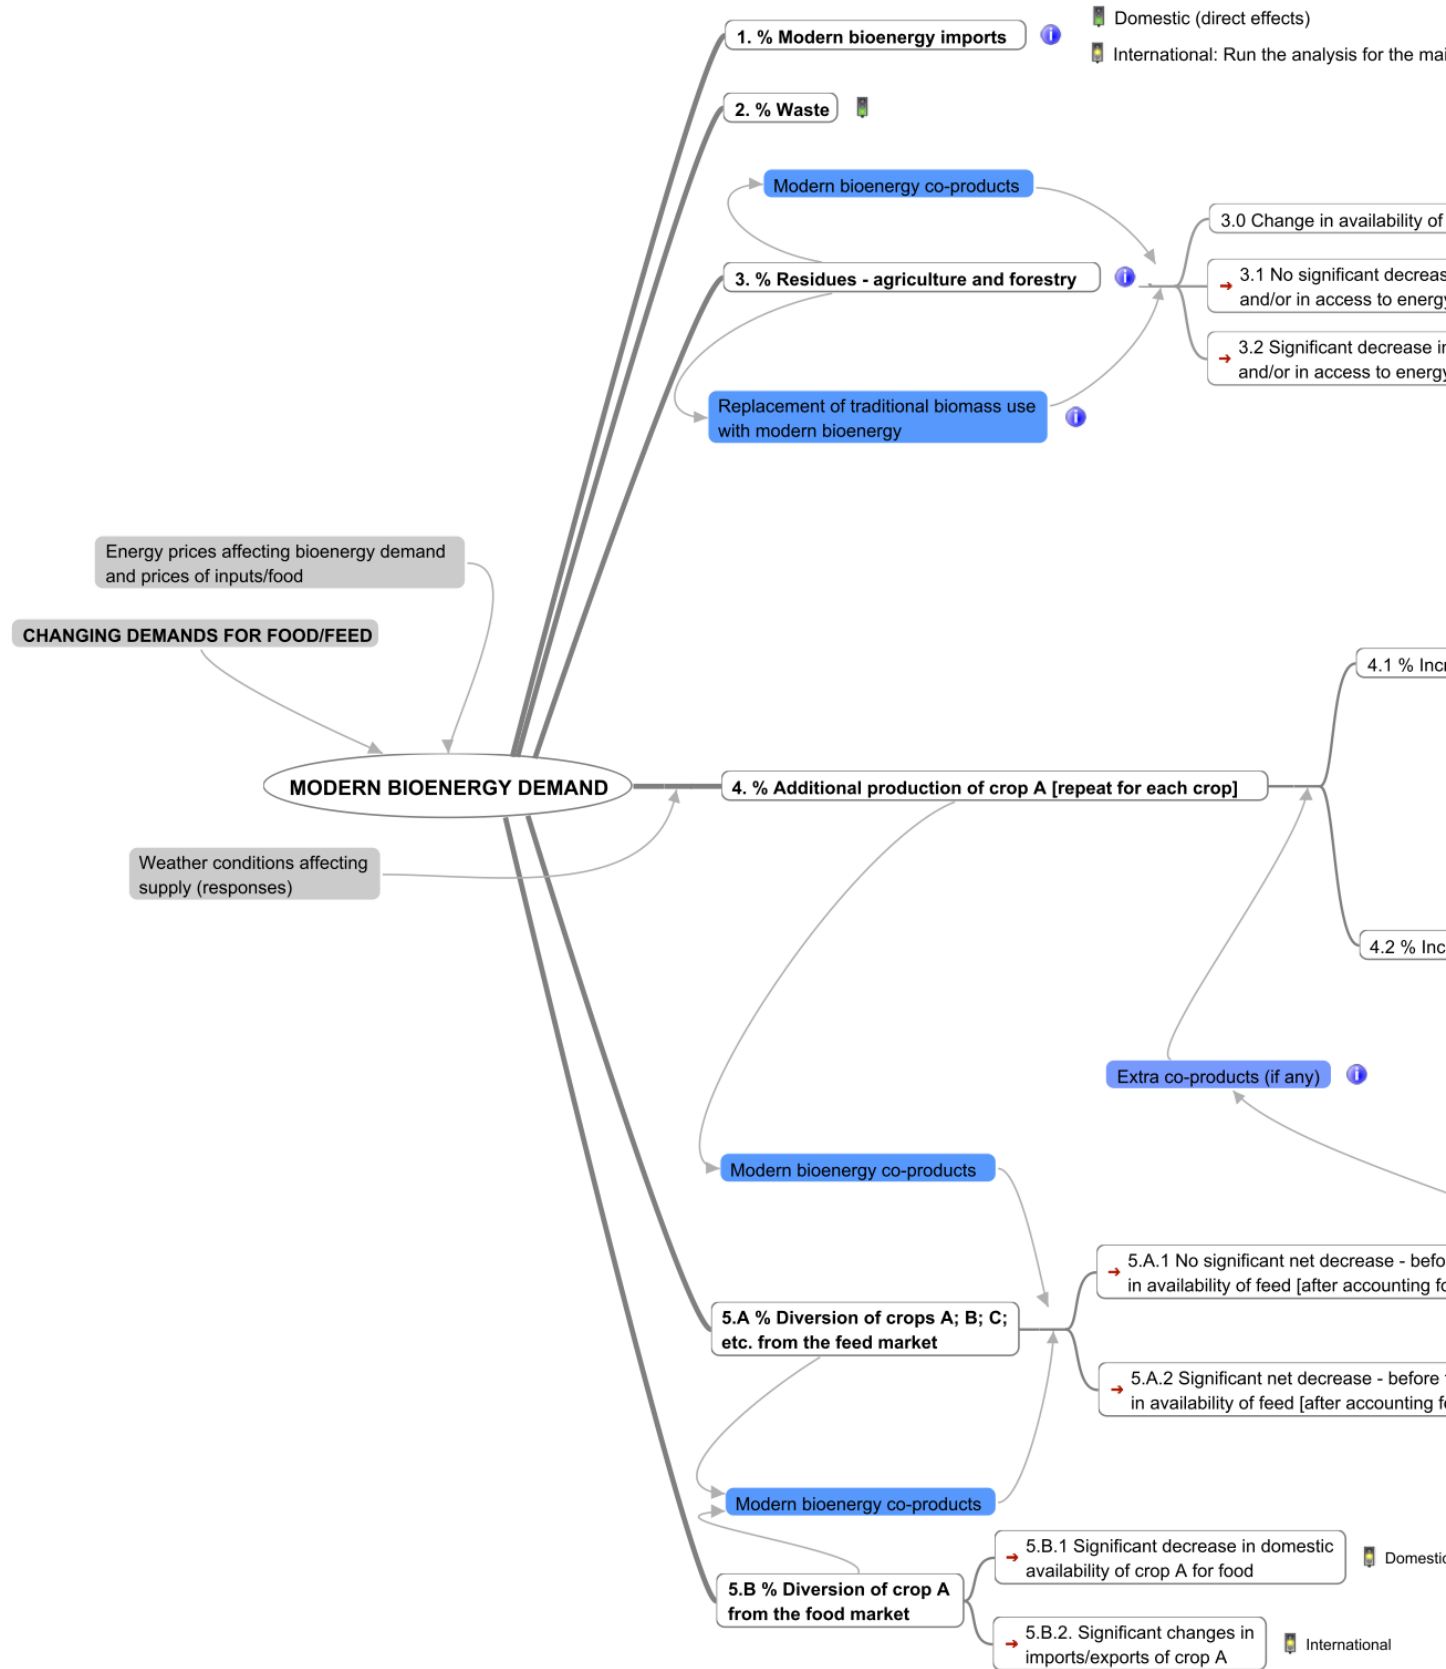 Domestic (direct effects)
1. % Modern bioenergy imports
International: Run the analysis for the mai
2. % Waste
Modern bioenergy co-products
3.0 Change in availability of
3. % Residues - agriculture and forestry
3.1 No significant decreas
and/or in access to energy
3.2 Significant decrease in
and/or in access to energy
Replacement of traditional biomass use
with modern bioenergy
Energy prices affecting bioenergy demand
and prices of inputs/food
CHANGING DEMANDS FOR FOOD/FEED
4.1 % Incr
MODERN BIOENERGY DEMAND
4. % Additional production of crop A [repeat for each crop]
Weather conditions affecting
supply (responses)
4.2 % Inc
Extra co-products (if any)
Modern bioenergy co-products
5.A.1 No significant net decrease - befo
in availability of feed [after accounting fo
5.A % Diversion of crops A; B; C;
etc. from the feed market
5.A.2 Significant net decrease - before
in availability of feed [after accounting fo
Modern bioenergy co-products
5.B.1 Significant decrease in domestic
availability of crop A for food
Domestic
5.B % Diversion of crop A
from the food market
5.B.2. Significant changes in
imports/exports of crop A
International